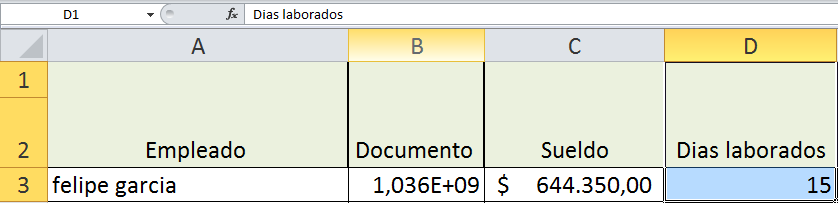 D1 fx Dias laborados
A B C D
1
2 Empleado Documento Sueldo Dias laborados
3 felipe garcia 1,036E+09 $ 644.350,00 15